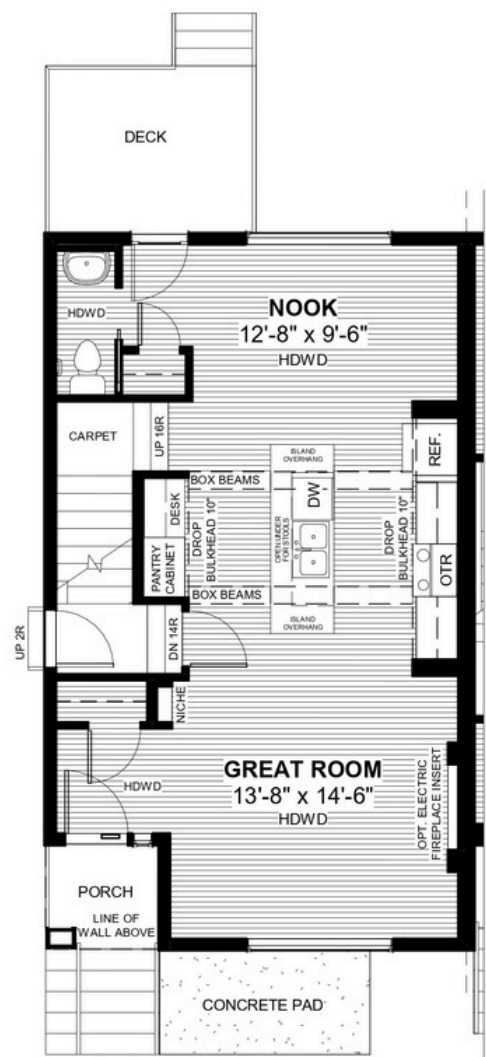 DECK
NOOK
12'-8" x 9'-6"
HDWD
HDWD
CARPET
UP 16R
ISLAND
OVERHANG
REF.
BOX BEAMS
DW
DESK
PANTRY
CABINET
DROP
BULKHEAD 10"
OPEN UNDER
FOR STOOLS
DROP
BULKHEAD 10"
OTR
BOX BEAMS
ISLAND
OVERHANG
UP 2R
DN 14R
NICHE
GREAT ROOM
13'-8" x 14'-6"
HDWD
HDWD
OPT. ELECTRIC
FIREPLACE INSERT
PORCH
LINE OF
WALL ABOVE
CONCRETE PAD